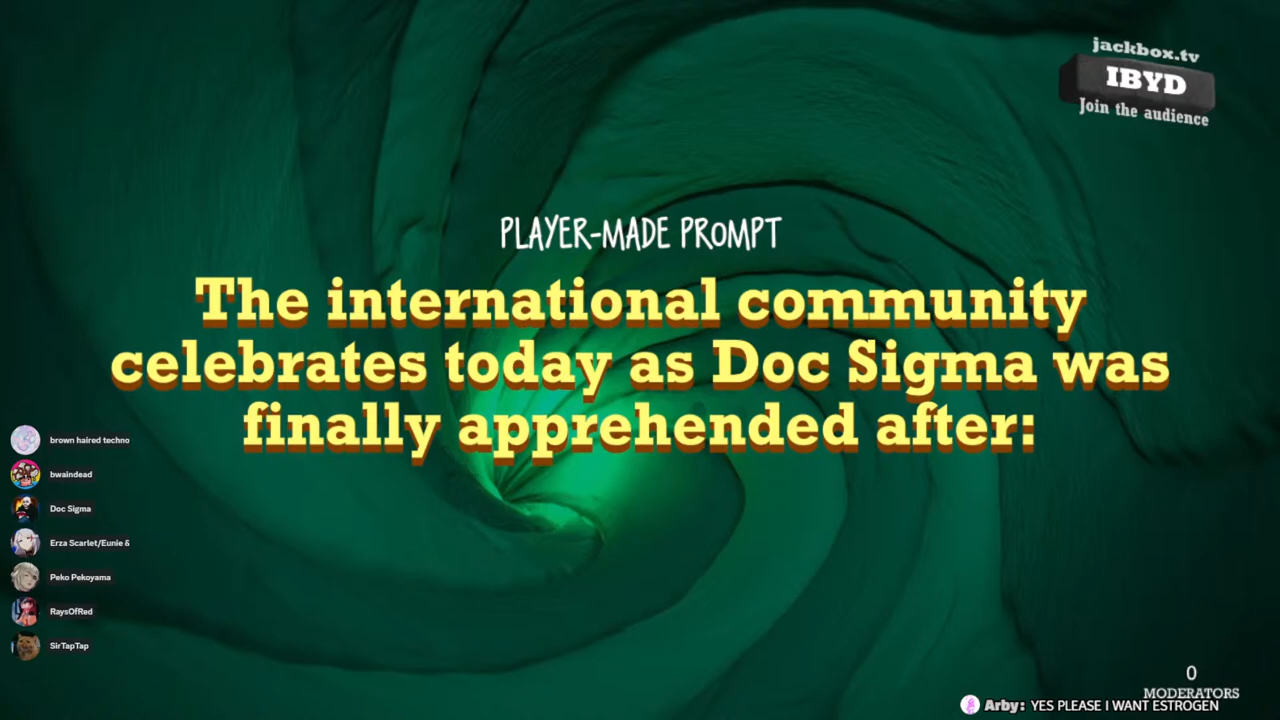 jackbox.tv
IBYD
Join the audience
PLAYER-MADE PROMPT
The international community
celebrates today as Doc Sigma was
finally apprehended after:
brown haired techno
bwaindead
Doc Sigma
Erza Scarlet/Eunie &
Peko Pekoyama
RaysOfRed
SirTapTap
0
MODERATORS
Arby: YES PLEASE I WANT ESTROGEN